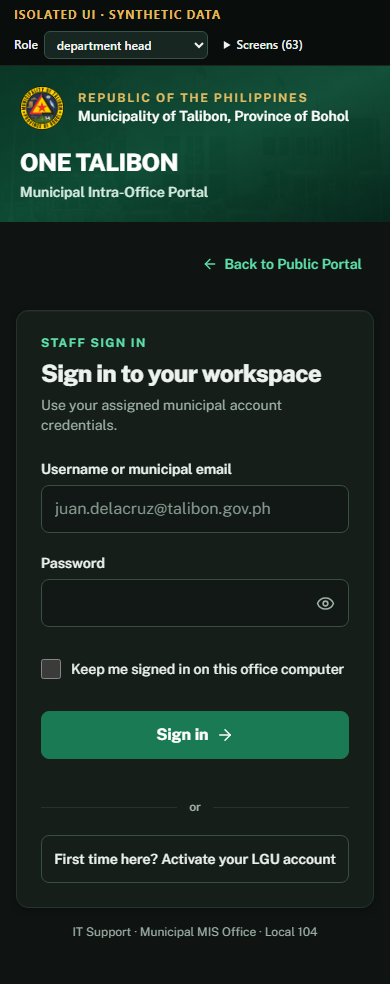 ISOLATED UI · SYNTHETIC DATA
Role department head ▶ Screens (63)
REPUBLIC OF THE PHILIPPINES
Municipality of Talibon, Province of Bohol
ONE TALIBON
Municipal Intra-Office Portal
← Back to Public Portal
STAFF SIGN IN
Sign in to your workspace
Use your assigned municipal account
credentials.
Username or municipal email
juan.delacruz@talibon.gov.ph
Password
Keep me signed in on this office computer
Sign in →
or
First time here? Activate your LGU account
IT Support · Municipal MIS Office · Local 104